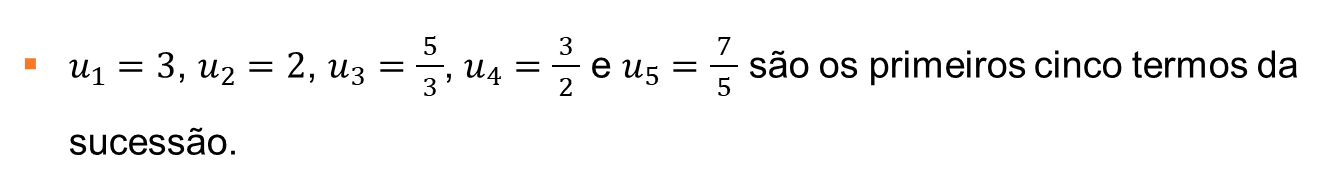 ▪ 𝑢₁ = 3, 𝑢₂ = 2, 𝑢₃ = 5/3, 𝑢₄ = 3/2 e 𝑢₅ = 7/5 são os primeiros cinco termos da
sucessão.